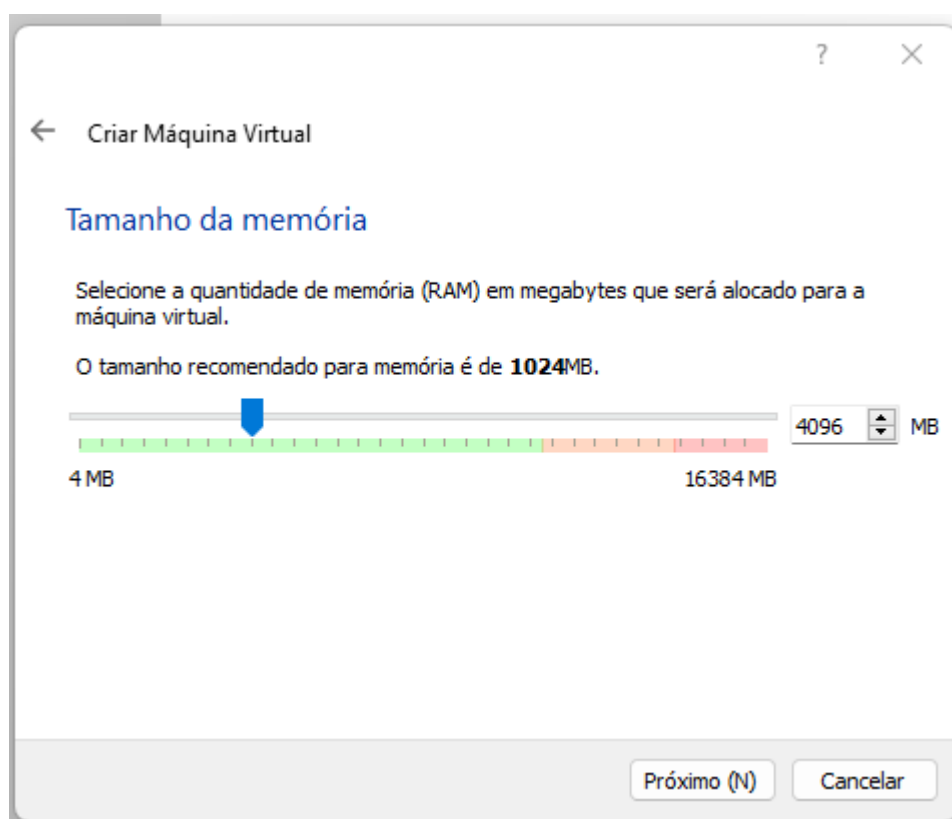 ?
Criar Máquina Virtual
Tamanho da memória
Selecione a quantidade de memória (RAM) em megabytes que será alocado para a
máquina virtual.
O tamanho recomendado para memória é de 1024MB.
4096 MB
4 MB 16384 MB
Próximo (N) Cancelar